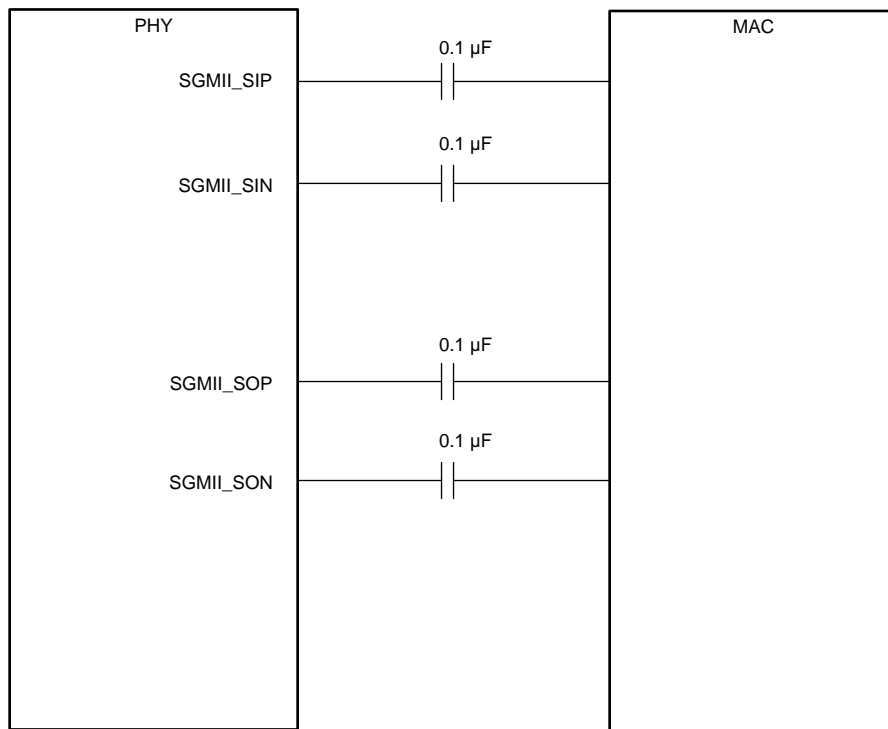 PHY
MAC
0.1 µF
SGMII_SIP
0.1 µF
SGMII_SIN
0.1 µF
SGMII_SOP
0.1 µF
SGMII_SON